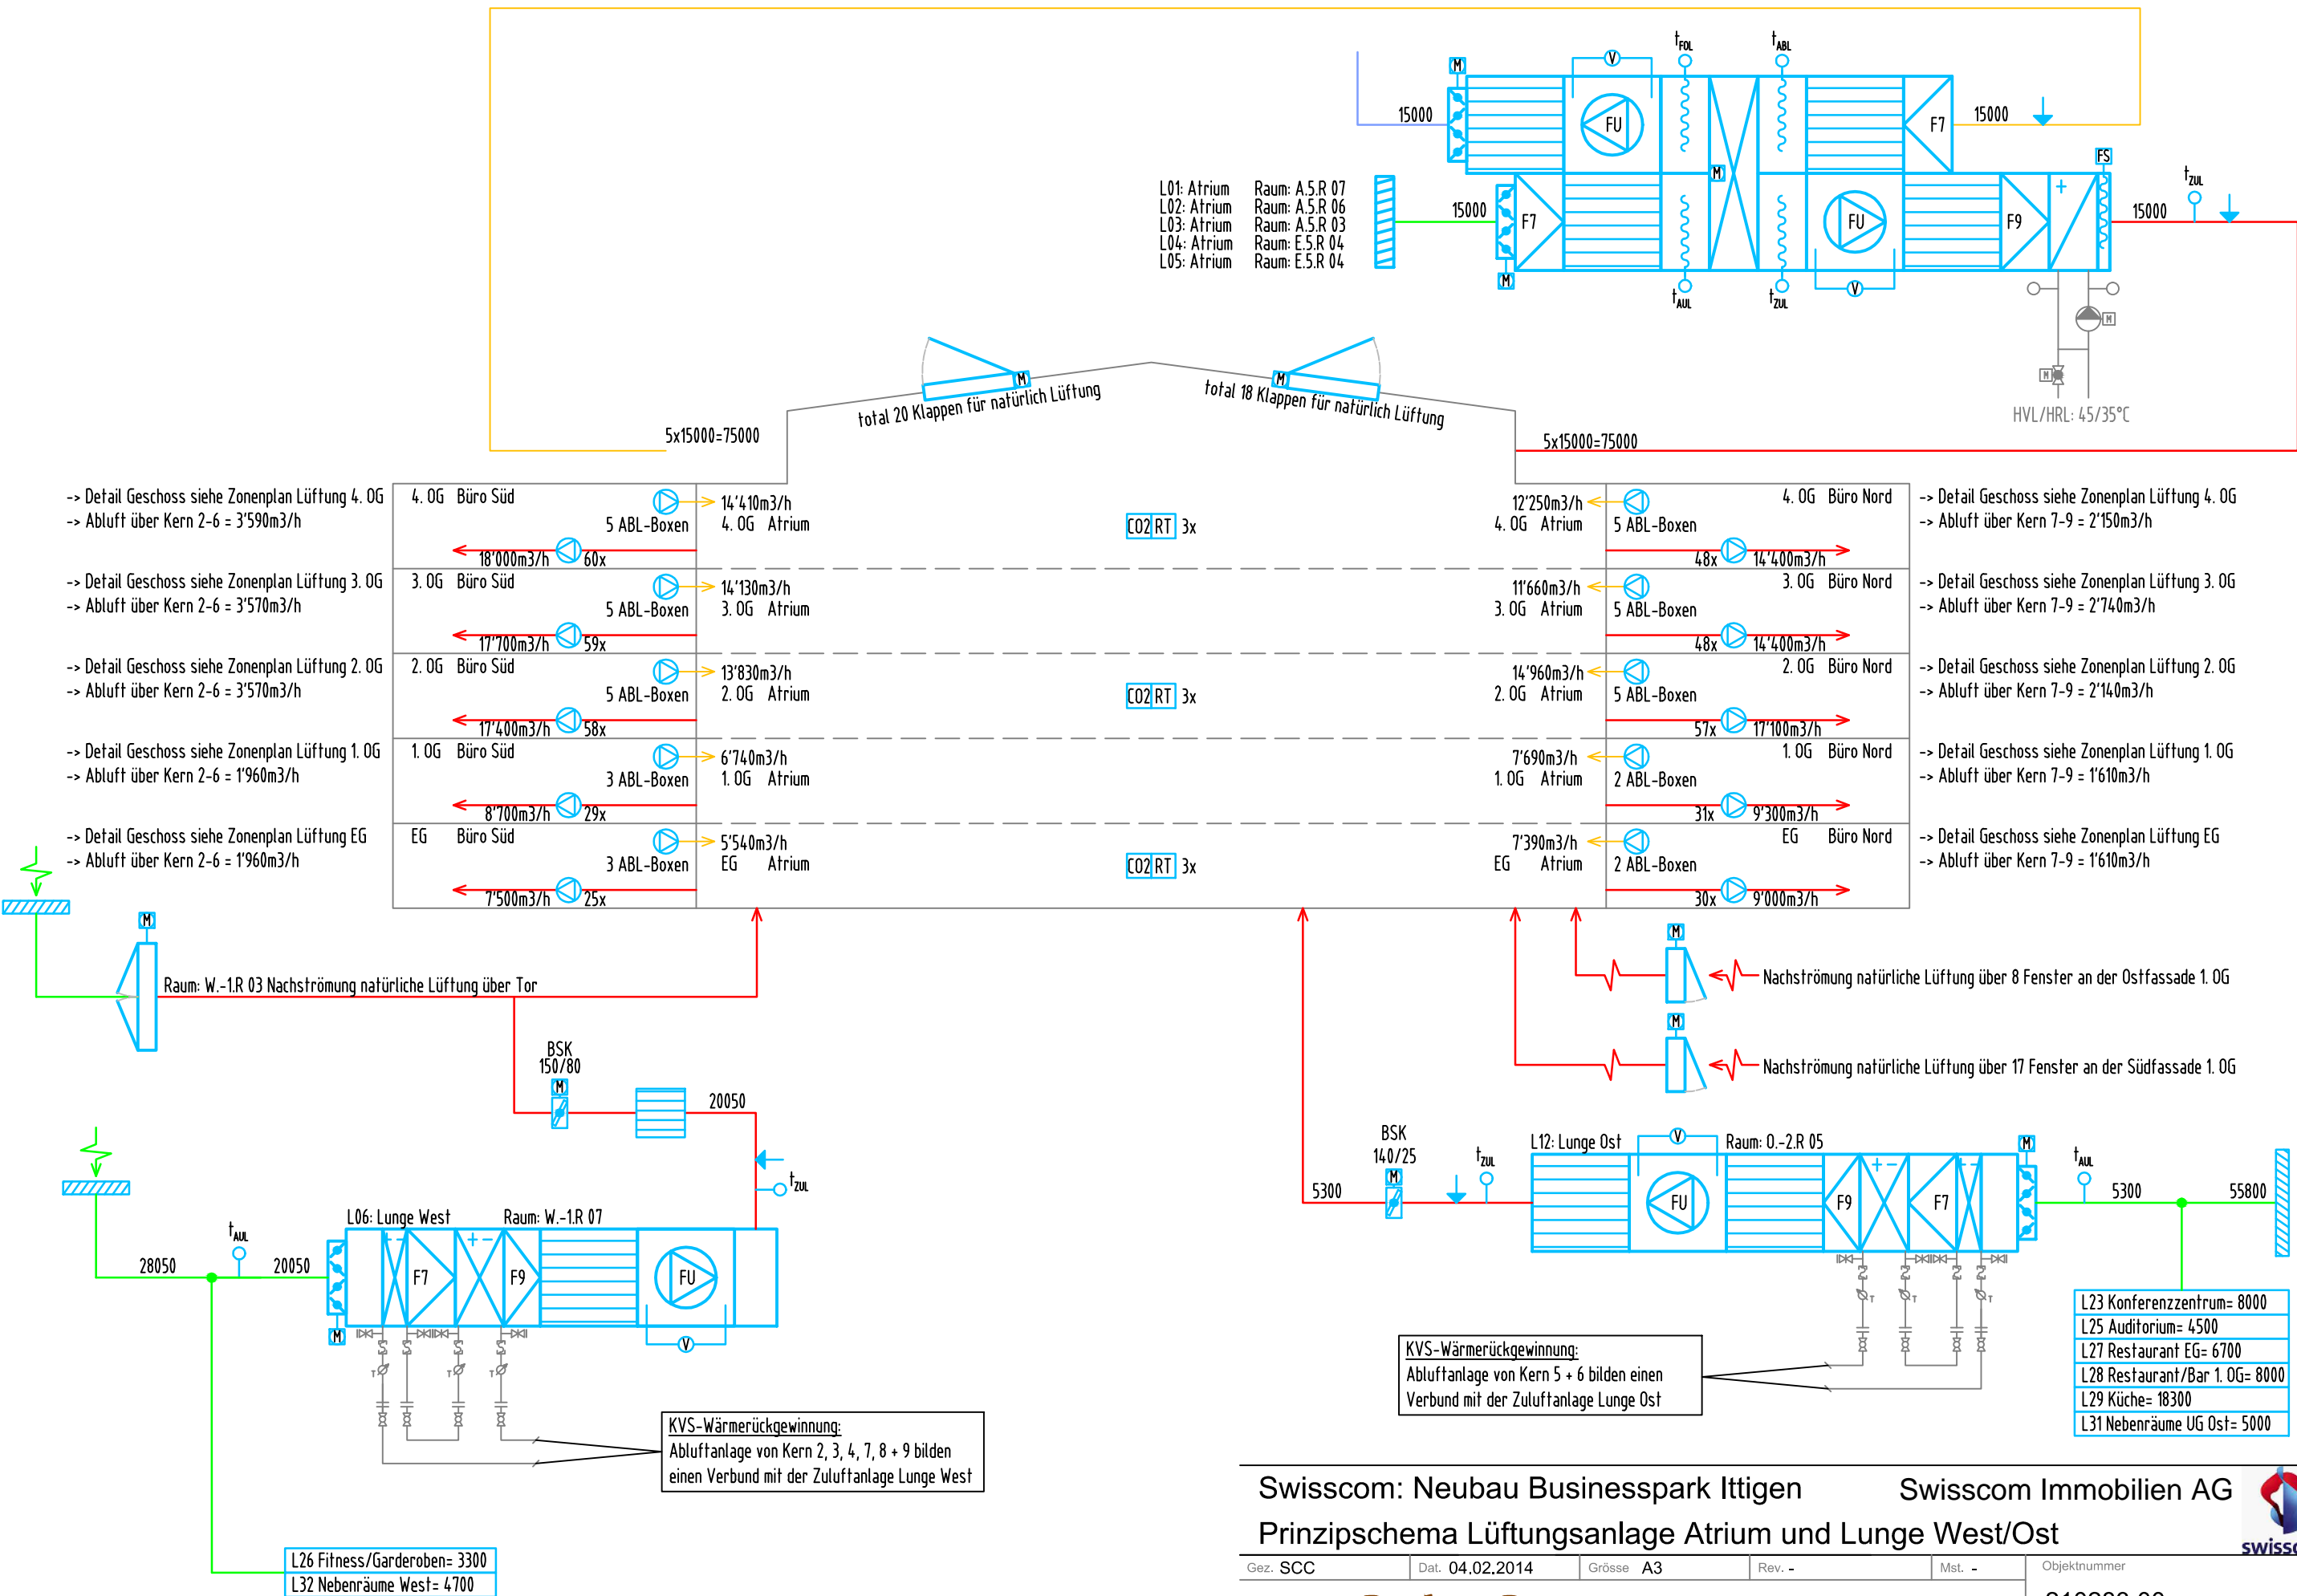 t FOL
t ABL
M
V
15000
FU
F7
15000
L01: Atrium Raum: A.5.R 07
L02: Atrium Raum: A.5.R 06
L03: Atrium Raum: A.5.R 03
L04: Atrium Raum: E.5.R 04
L05: Atrium Raum: E.5.R 04
M
FS
t ZUL
15000
F7
FU
F9
+
15000
M
t AUL
t ZUL
V
M
M
HVL/HRL: 45/35°C
M
total 20 Klappen für natürlich Lüftung
M
total 18 Klappen für natürlich Lüftung
5x15000=75000
5x15000=75000
-> Detail Geschoss siehe Zonenplan Lüftung 4. OG
-> Abluft über Kern 2-6 = 3'590m3/h
4. OG Büro Süd
5 ABL-Boxen
18'000m3/h 60x
14'410m3/h
4. OG Atrium
CO2 RT 3x
12'250m3/h
4. OG Atrium
4. OG Büro Nord
5 ABL-Boxen
48x 14'400m3/h
-> Detail Geschoss siehe Zonenplan Lüftung 4. OG
-> Abluft über Kern 7-9 = 2'150m3/h
-> Detail Geschoss siehe Zonenplan Lüftung 3. OG
-> Abluft über Kern 2-6 = 3'570m3/h
3. OG Büro Süd
5 ABL-Boxen
17'700m3/h 59x
14'130m3/h
3. OG Atrium
11'660m3/h
3. OG Atrium
3. OG Büro Nord
5 ABL-Boxen
48x 14'400m3/h
-> Detail Geschoss siehe Zonenplan Lüftung 3. OG
-> Abluft über Kern 7-9 = 2'740m3/h
-> Detail Geschoss siehe Zonenplan Lüftung 2. OG
-> Abluft über Kern 2-6 = 3'570m3/h
2. OG Büro Süd
5 ABL-Boxen
17'400m3/h 58x
13'830m3/h
2. OG Atrium
CO2 RT 3x
14'960m3/h
2. OG Atrium
2. OG Büro Nord
5 ABL-Boxen
57x 17'100m3/h
-> Detail Geschoss siehe Zonenplan Lüftung 2. OG
-> Abluft über Kern 7-9 = 2'140m3/h
-> Detail Geschoss siehe Zonenplan Lüftung 1. OG
-> Abluft über Kern 2-6 = 1'960m3/h
1. OG Büro Süd
3 ABL-Boxen
8'700m3/h 29x
6'740m3/h
1. OG Atrium
7'690m3/h
1. OG Atrium
1. OG Büro Nord
2 ABL-Boxen
31x 9'300m3/h
-> Detail Geschoss siehe Zonenplan Lüftung 1. OG
-> Abluft über Kern 7-9 = 1'610m3/h
-> Detail Geschoss siehe Zonenplan Lüftung EG
-> Abluft über Kern 2-6 = 1'960m3/h
EG Büro Süd
3 ABL-Boxen
7'500m3/h 25x
5'540m3/h
EG Atrium
CO2 RT 3x
7'390m3/h
EG Atrium
EG Büro Nord
2 ABL-Boxen
30x 9'000m3/h
-> Detail Geschoss siehe Zonenplan Lüftung EG
-> Abluft über Kern 7-9 = 1'610m3/h
M
Raum: W.-1.R 03 Nachströmung natürliche Lüftung über Tor
M
Nachströmung natürliche Lüftung über 8 Fenster an der Ostfassade 1. OG
M
Nachströmung natürliche Lüftung über 17 Fenster an der Südfassade 1. OG
BSK
150/80
M
20050
t ZUL
L06: Lunge West Raum: W.-1.R 07
t AUL
28050
20050
+ -
+ -
F7
F9
FU
M
V
T
T
KVS-Wärmerückgewinnung:
Abluftanlage von Kern 2, 3, 4, 7, 8 + 9 bilden
einen Verbund mit der Zuluftanlage Lunge West
L26 Fitness/Garderoben= 3300
L32 Nebenräume West= 4700
BSK
140/25
M
5300
t ZUL
L12: Lunge Ost
V
Raum: O.-2.R 05
M
t AUL
FU
F9
+ -
F7
+ -
5300
55800
T
T
T
KVS-Wärmerückgewinnung:
Abluftanlage von Kern 5 + 6 bilden einen
Verbund mit der Zuluftanlage Lunge Ost
L23 Konferenzzentrum= 8000
L25 Auditorium= 4500
L27 Restaurant EG= 6700
L28 Restaurant/Bar 1. OG= 8000
L29 Küche= 18300
L31 Nebenräume UG Ost= 5000
Swisscom: Neubau Businesspark Ittigen Swisscom Immobilien AG
Prinzipschema Lüftungsanlage Atrium und Lunge West/Ost
Gez. SCC Dat. 04.02.2014 Grösse A3 Rev. - Mst. - Objektnummer